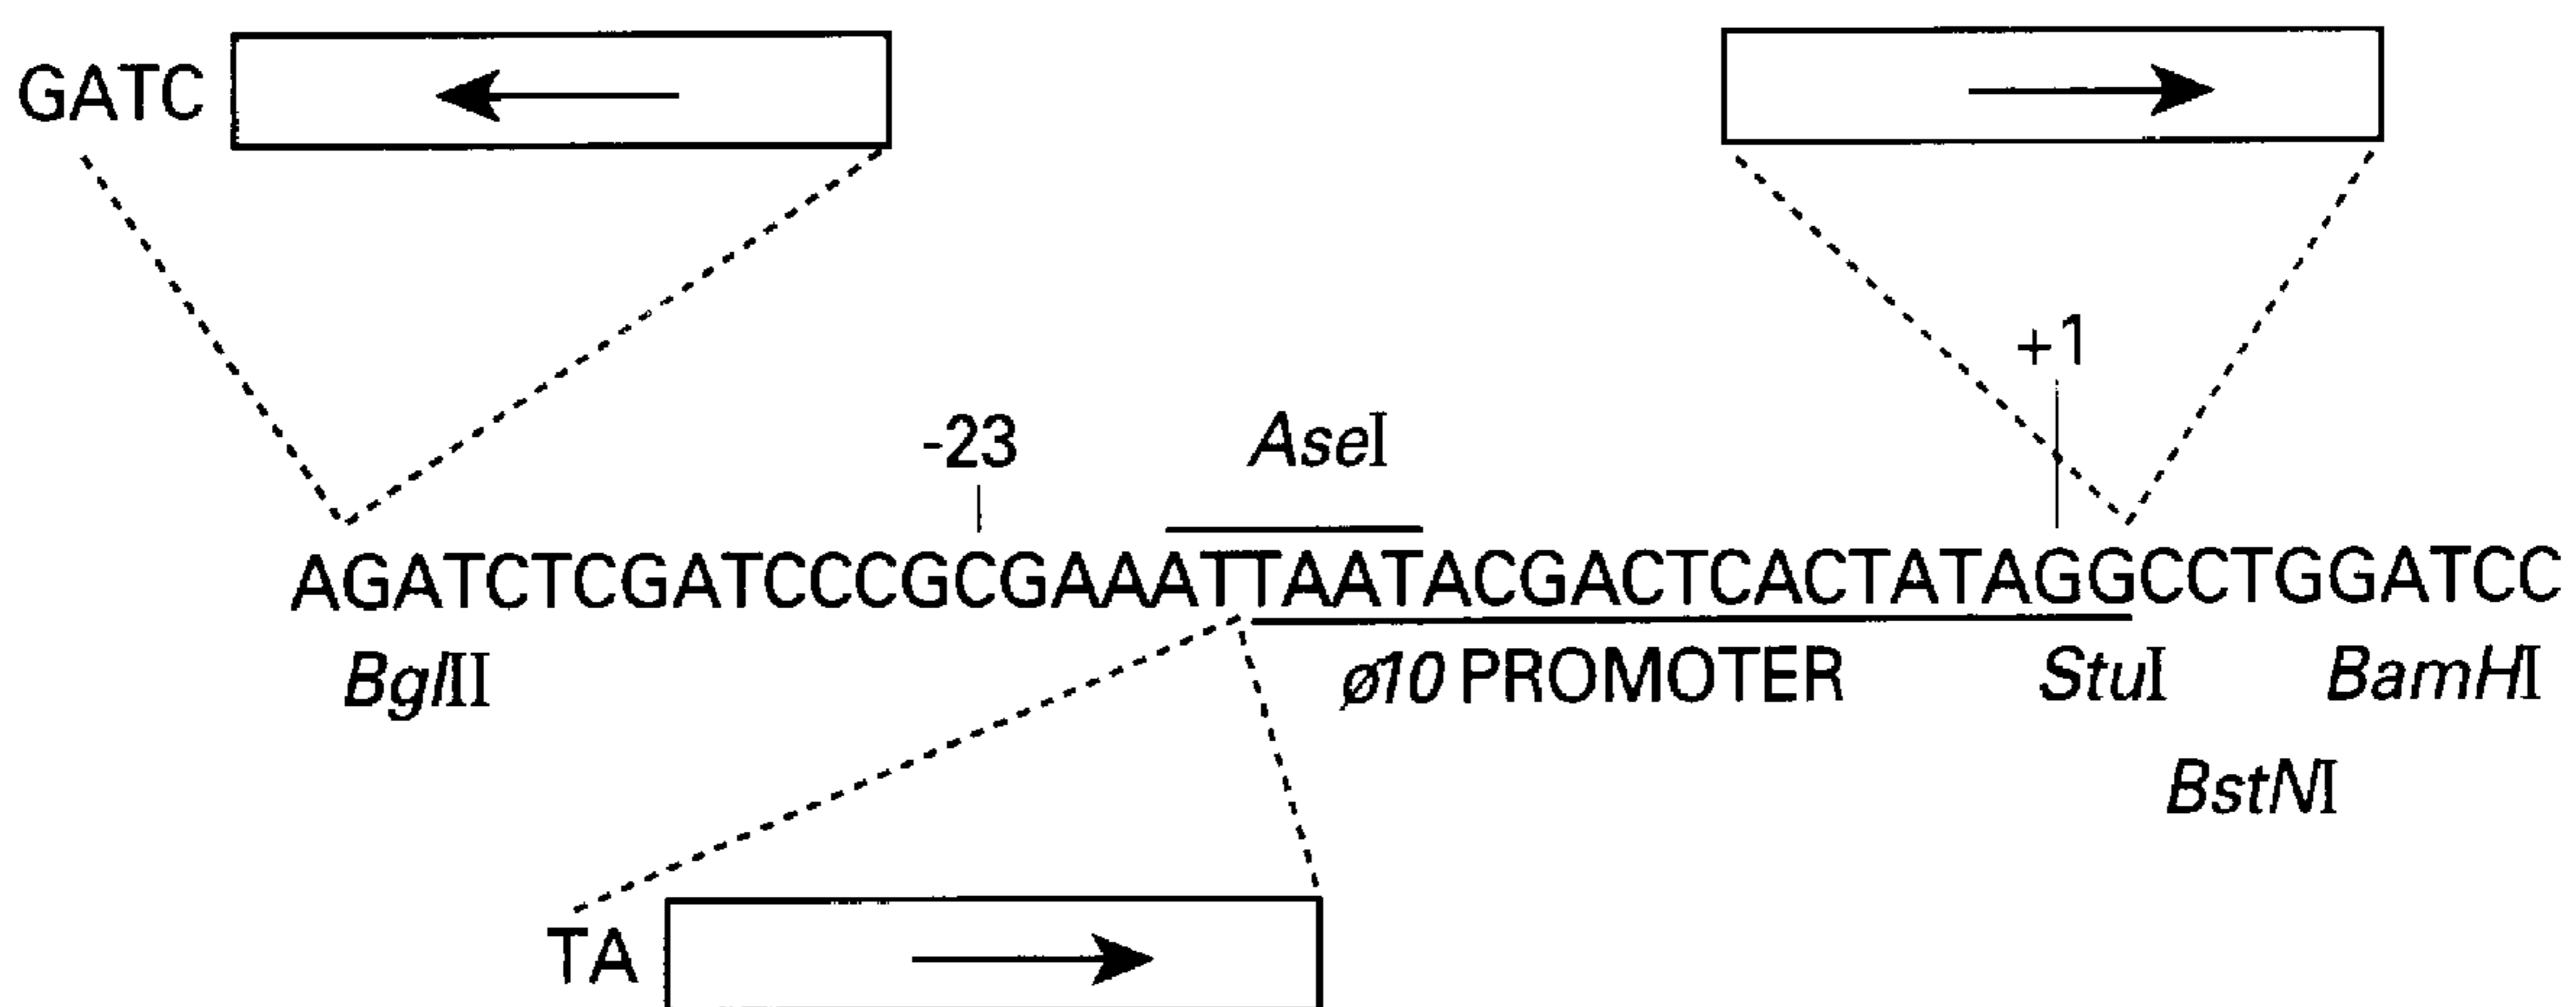 GATC
+1
-23 AseI
AGATCTCGATCCCGCGAAATTAATACGACTCACTATAGGCCTGGATCC
BglII ø10 PROMOTER StuI BamHI
BstNI
TA